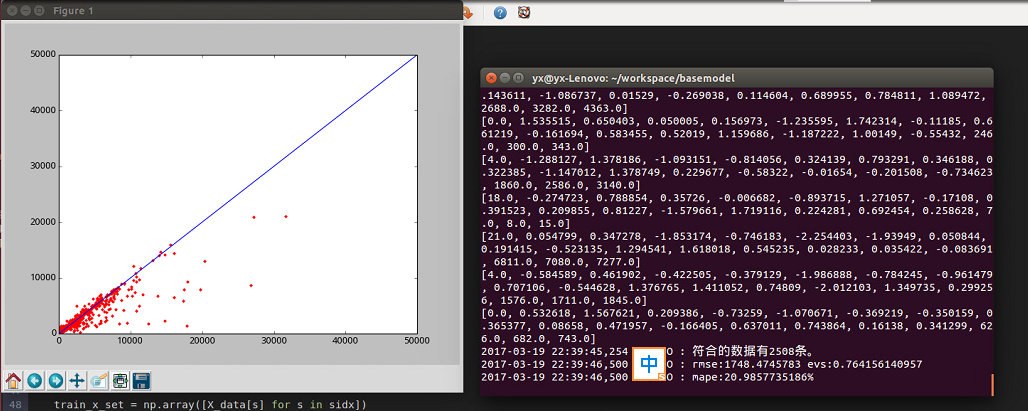 Figure 1
50000
40000
30000
20000
10000
0
0
10000
20000
30000
40000
50000
48 train_x_set = np.array([X_data[s] for s in sidx])
yx@yx-Lenovo: ~/workspace/basemodel
.143611, -1.086737, 0.01529, -0.269038, 0.114604, 0.689955, 0.784811, 1.089472,
2688.0, 3282.0, 4363.0]
[0.0, 1.535515, 0.650403, 0.050005, 0.156973, -1.235595, 1.742314, -0.11185, 0.6
61219, -0.161694, 0.583455, 0.52019, 1.159686, -1.187222, 1.00149, -0.55432, 246
.0, 300.0, 343.0]
[4.0, -1.288127, 1.378186, -1.093151, -0.814056, 0.324139, 0.793291, 0.346188, 0
.322385, -1.147012, 1.378749, 0.229677, -0.58322, -0.01654, -0.201508, -0.734623
, 1860.0, 2586.0, 3140.0]
[18.0, -0.274723, 0.788854, 0.35726, -0.006682, -0.893715, 1.271057, -0.17108, 0
.391523, 0.209855, 0.81227, -1.579661, 1.719116, 0.224281, 0.692454, 0.258628, 7
.0, 8.0, 15.0]
[21.0, 0.054799, 0.347278, -1.853174, -0.746183, -2.254403, -1.93949, 0.050844,
0.191415, -0.523135, 1.294541, 1.618018, 0.545235, 0.028233, 0.035422, -0.083691
, 6811.0, 7080.0, 7277.0]
[4.0, -0.584589, 0.461902, -0.422505, -0.379129, -1.986888, -0.784245, -0.961479
, 0.707106, -0.544628, 1.376765, 1.411052, 0.74809, -2.012103, 1.349735, 0.29925
6, 1576.0, 1711.0, 1845.0]
[0.0, 0.532618, 1.567621, 0.209386, -0.73259, -1.070671, -0.369219, -0.350159, 0
.365377, 0.08658, 0.471957, -0.166405, 0.637011, 0.743864, 0.16138, 0.341299, 62
6.0, 682.0, 743.0]
2017-03-19 22:39:45,254 O : 符合的数据有2508条。
2017-03-19 22:39:46,500 O : rmse:1748.4745783 evs:0.764156140957
2017-03-19 22:39:46,500 SO : mape:20.9857735186%
中